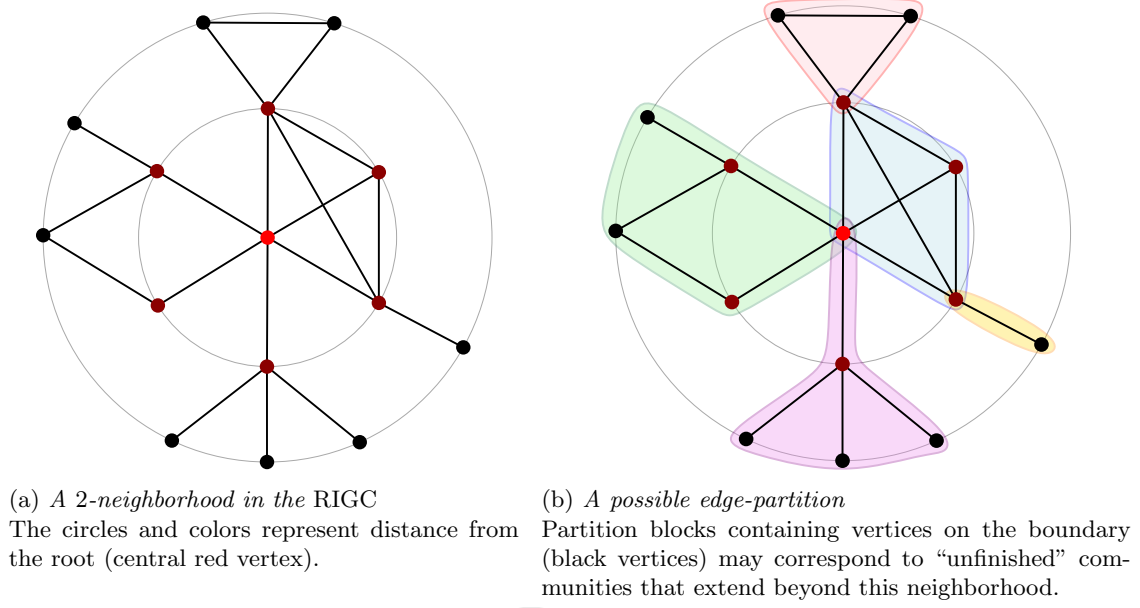 (a) A 2-neighborhood in the RIGC
The circles and colors represent distance from
the root (central red vertex).
(b) A possible edge-partition
Partition blocks containing vertices on the boundary
(black vertices) may correspond to “unfinished” com-
munities that extend beyond this neighborhood.